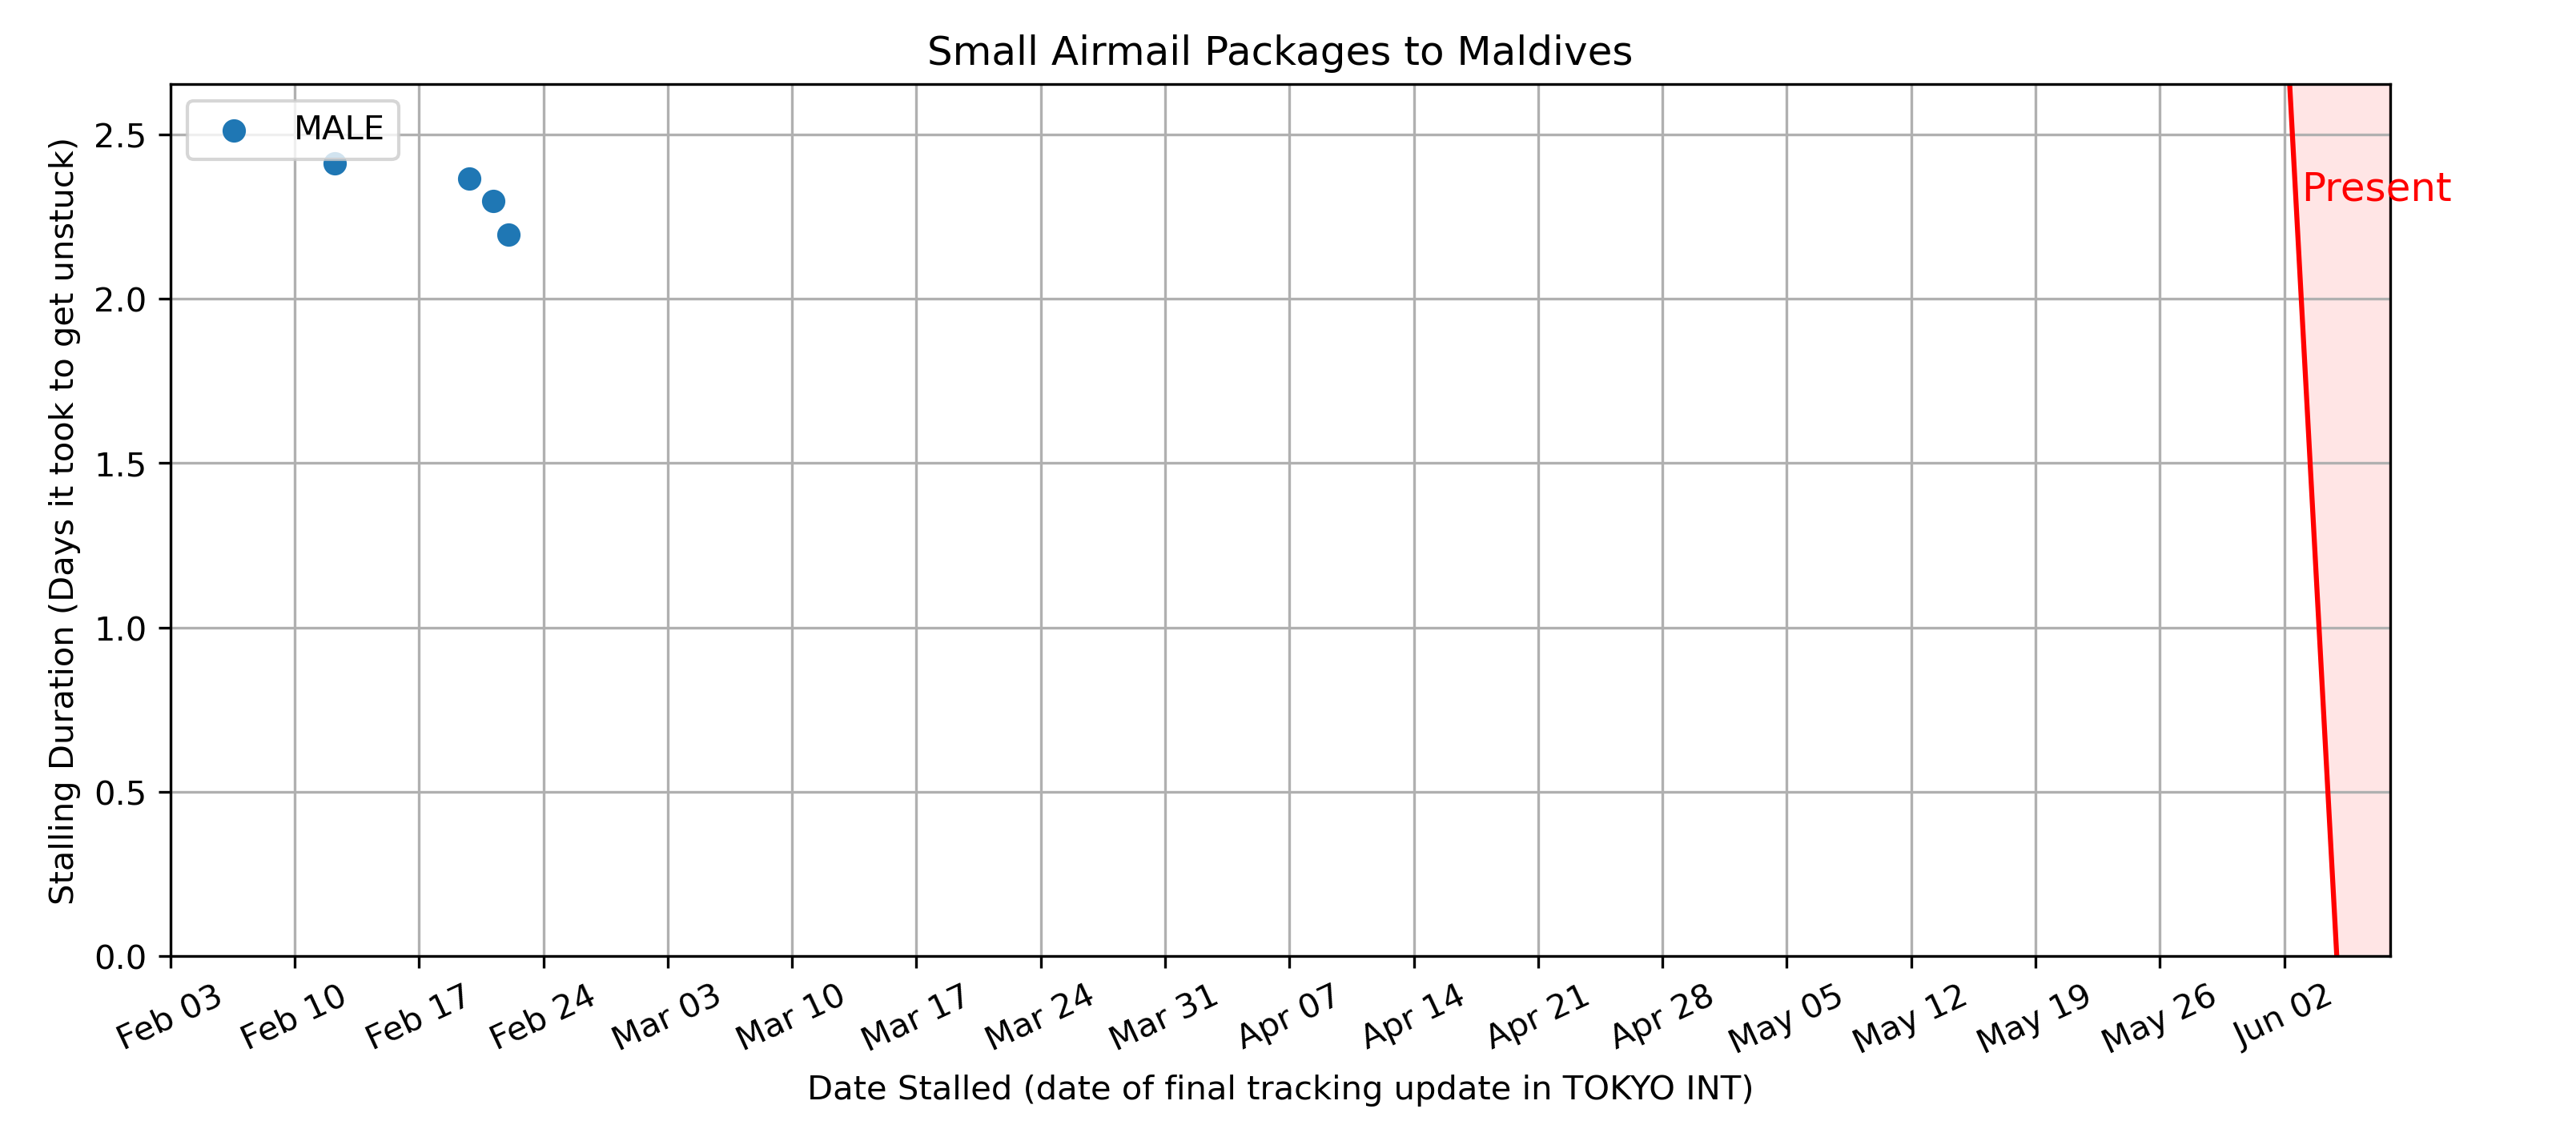 Small Airmail Packages to Maldives
MALE
Present
Stalling Duration (Days it took to get unstuck)
2.5
2.0
1.5
1.0
0.5
0.0
Feb 03 Feb 10 Feb 17 Feb 24 Mar 03 Mar 10 Mar 17 Mar 24 Mar 31 Apr 07 Apr 14 Apr 21 Apr 28 May 05 May 12 May 19 May 26 Jun 02
Date Stalled (date of final tracking update in TOKYO INT)